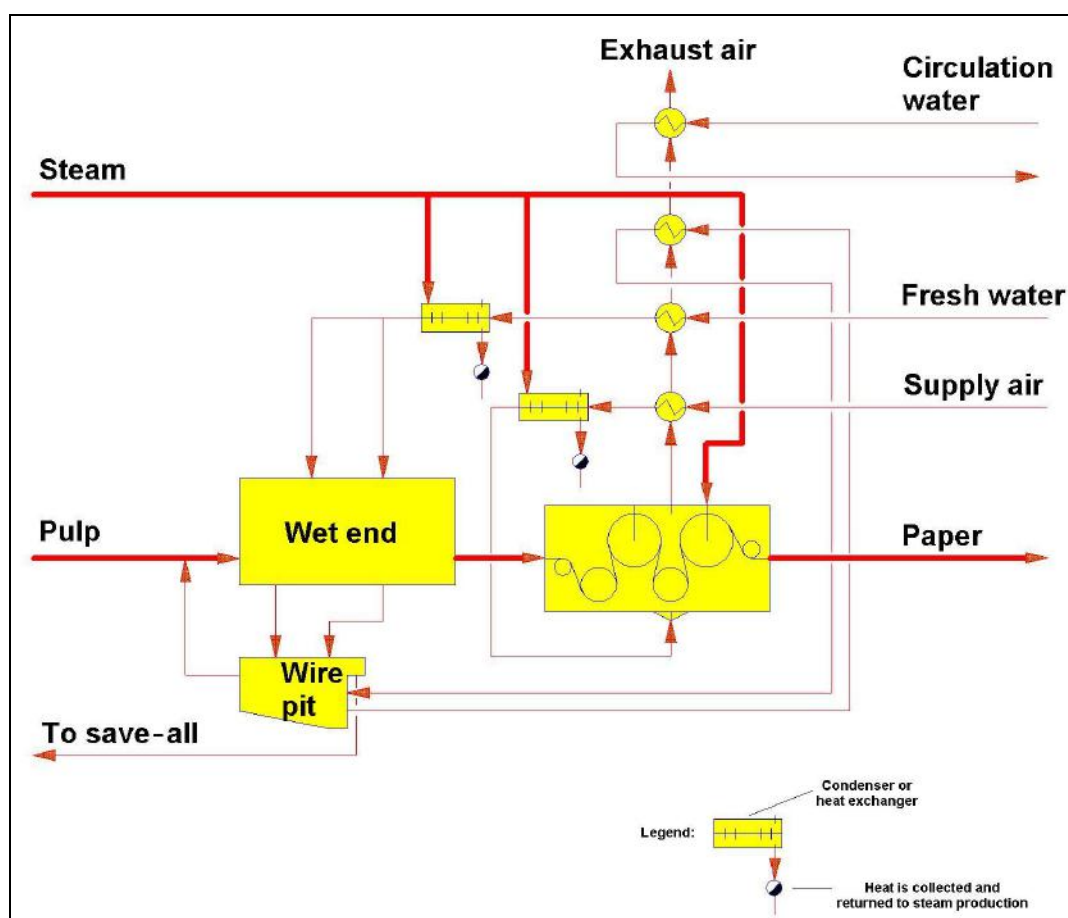 Exhaust air
Circulation
water
Steam
Fresh water
Supply air
Pulp
Wet end
Paper
Wire
pit
To save-all
Condenser or
heat exchanger
Legend:
Heat is collected and
returned to steam production